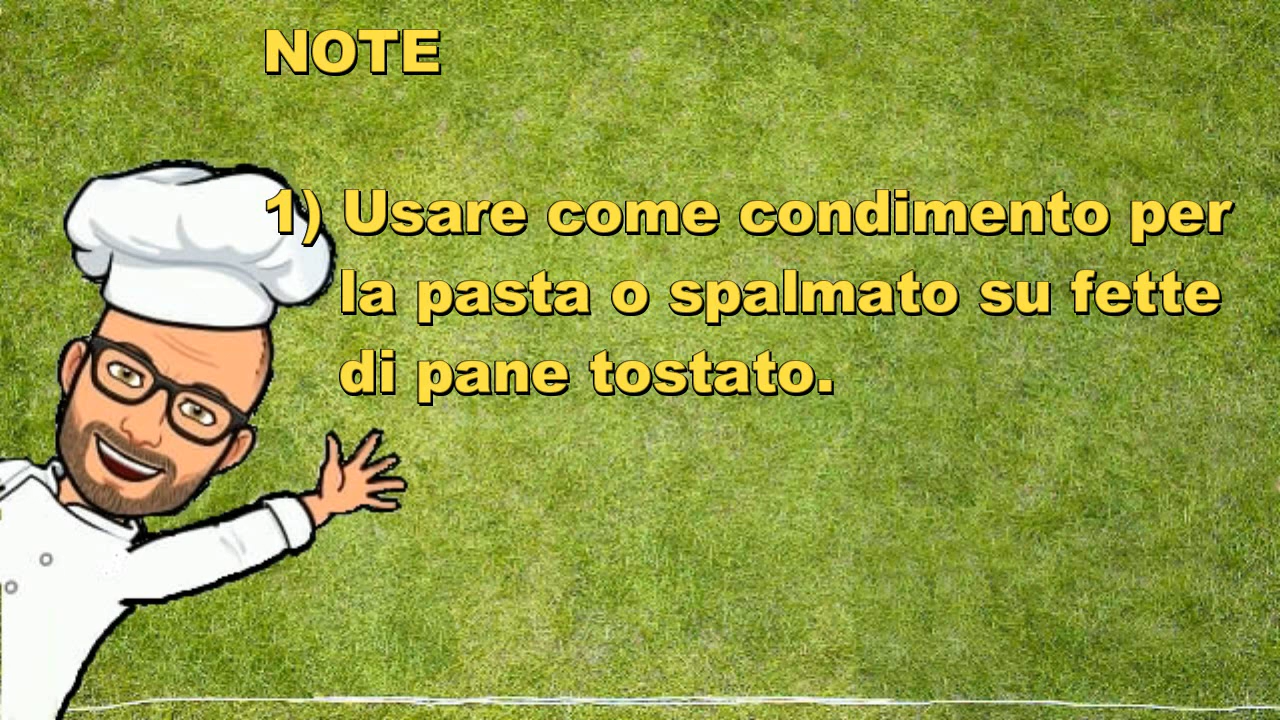 NOTE
1) Usare come condimento per
la pasta o spalmato su fette
di pane tostato.